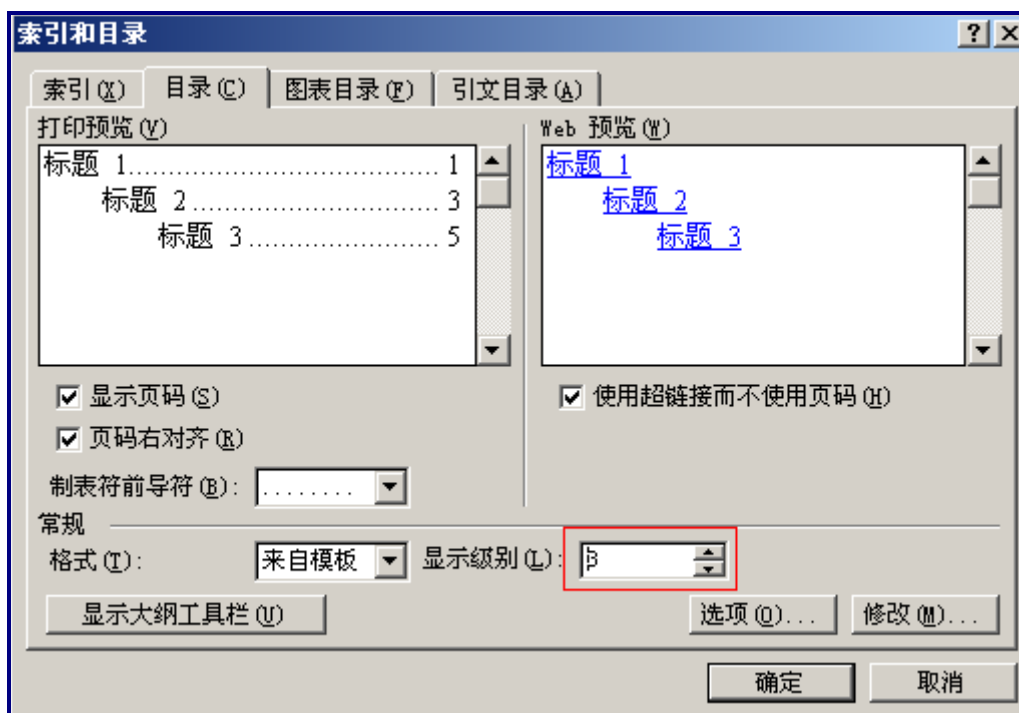 索引和目录
索引(X) 目录(C) 图表目录(F) 引文目录(A)
打印预览(V)
标题 1........................................ 1
标题 2................................ 3
标题 3........................ 5
Web 预览(W)
标题 1
标题 2
标题 3
显示页码(S)
页码右对齐(R)
制表符前导符(B): ........
使用超链接而不使用页码(H)
常规
格式(T): 来自模板 显示级别(L): 3
显示大纲工具栏(U) 选项(O)... 修改(M)...
确定 取消